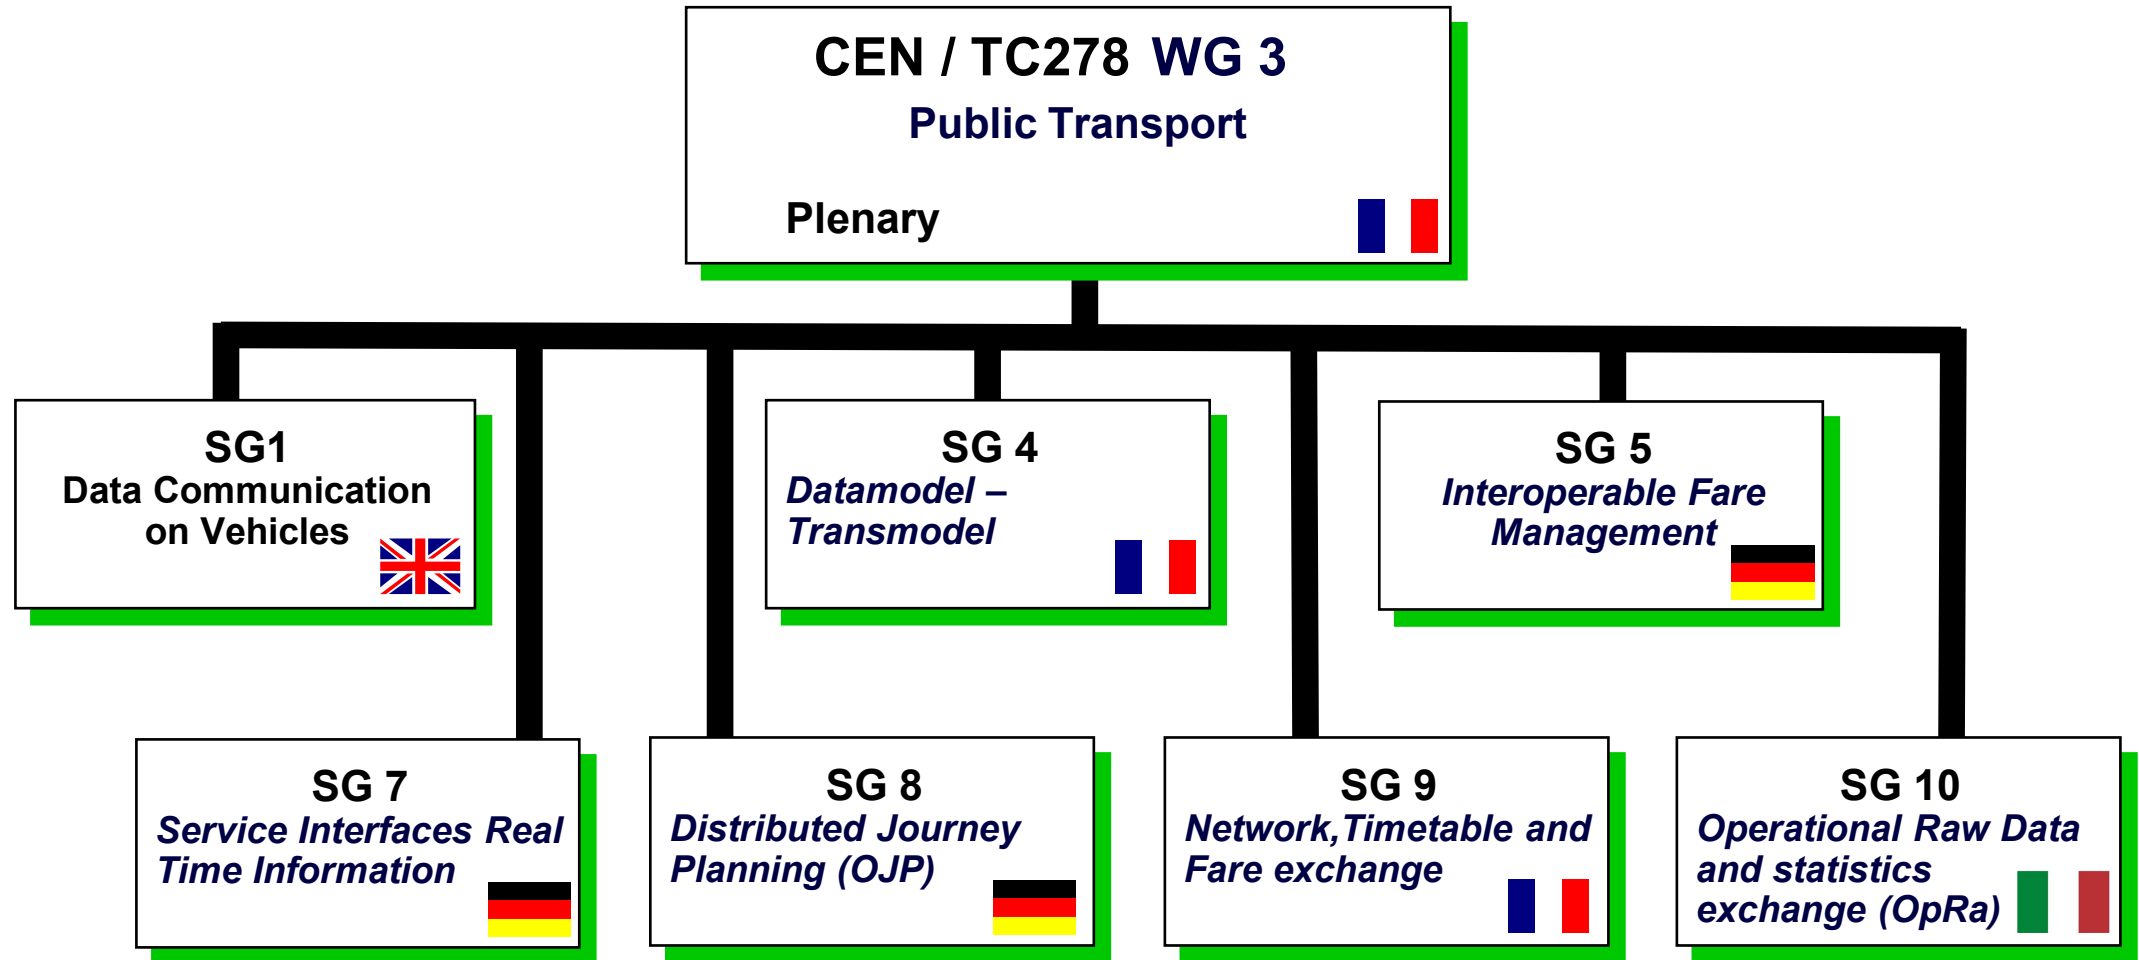 CEN / TC278 WG 3
Public Transport
Plenary
SG1
Data Communication
on Vehicles
SG 4
Datamodel –
Transmodel
SG 5
Interoperable Fare
Management
SG 7
Service Interfaces Real
Time Information
SG 8
Distributed Journey
Planning (OJP)
SG 9
Network,Timetable and
Fare exchange
SG 10
Operational Raw Data
and statistics
exchange (OpRa)